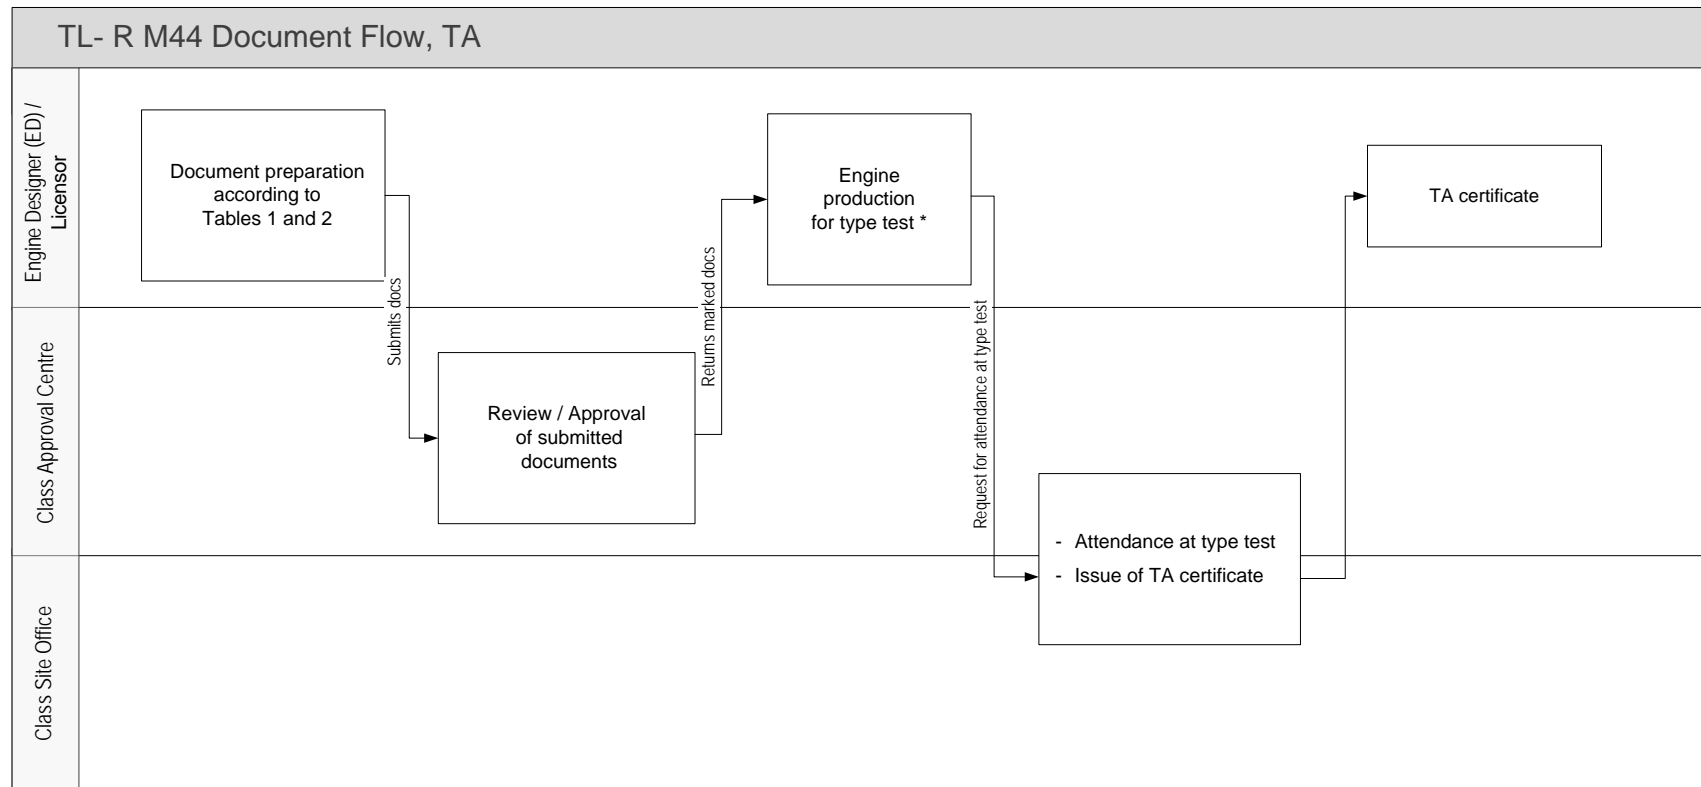 TL- R M44 Document Flow, TA
Engine Designer (ED) /
Licensor
Document preparation
according to
Tables 1 and 2
Submits docs
Returns marked docs
Engine
production
for type test *
Request for attendance at type test
TA certificate
Class Approval Centre
Review / Approval
of submitted
documents
- Attendance at type test
- Issue of TA certificate
Class Site Office